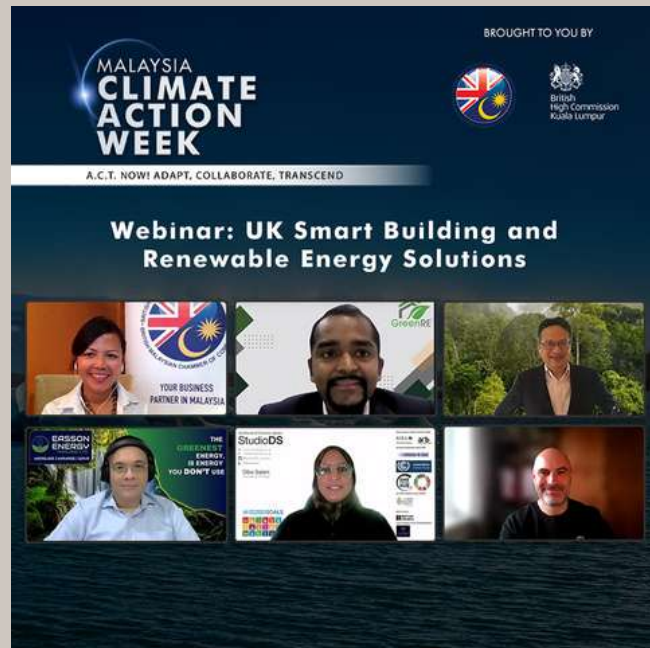 BROUGHT TO YOU BY
MALAYSIA
CLIMATE
ACTION
WEEK
British
High Commission
Kuala Lumpur
A.C.T. NOW! ADAPT, COLLABORATE, TRANSCEND
Webinar: UK Smart Building and
Renewable Energy Solutions
YOUR BUSINESS
PARTNER IN MALAYSIA
GreenRE
EASSON
ENERGY
THE
GREENEST
ENERGY,
IS ENERGY
YOU DON'T USE
StudioDS